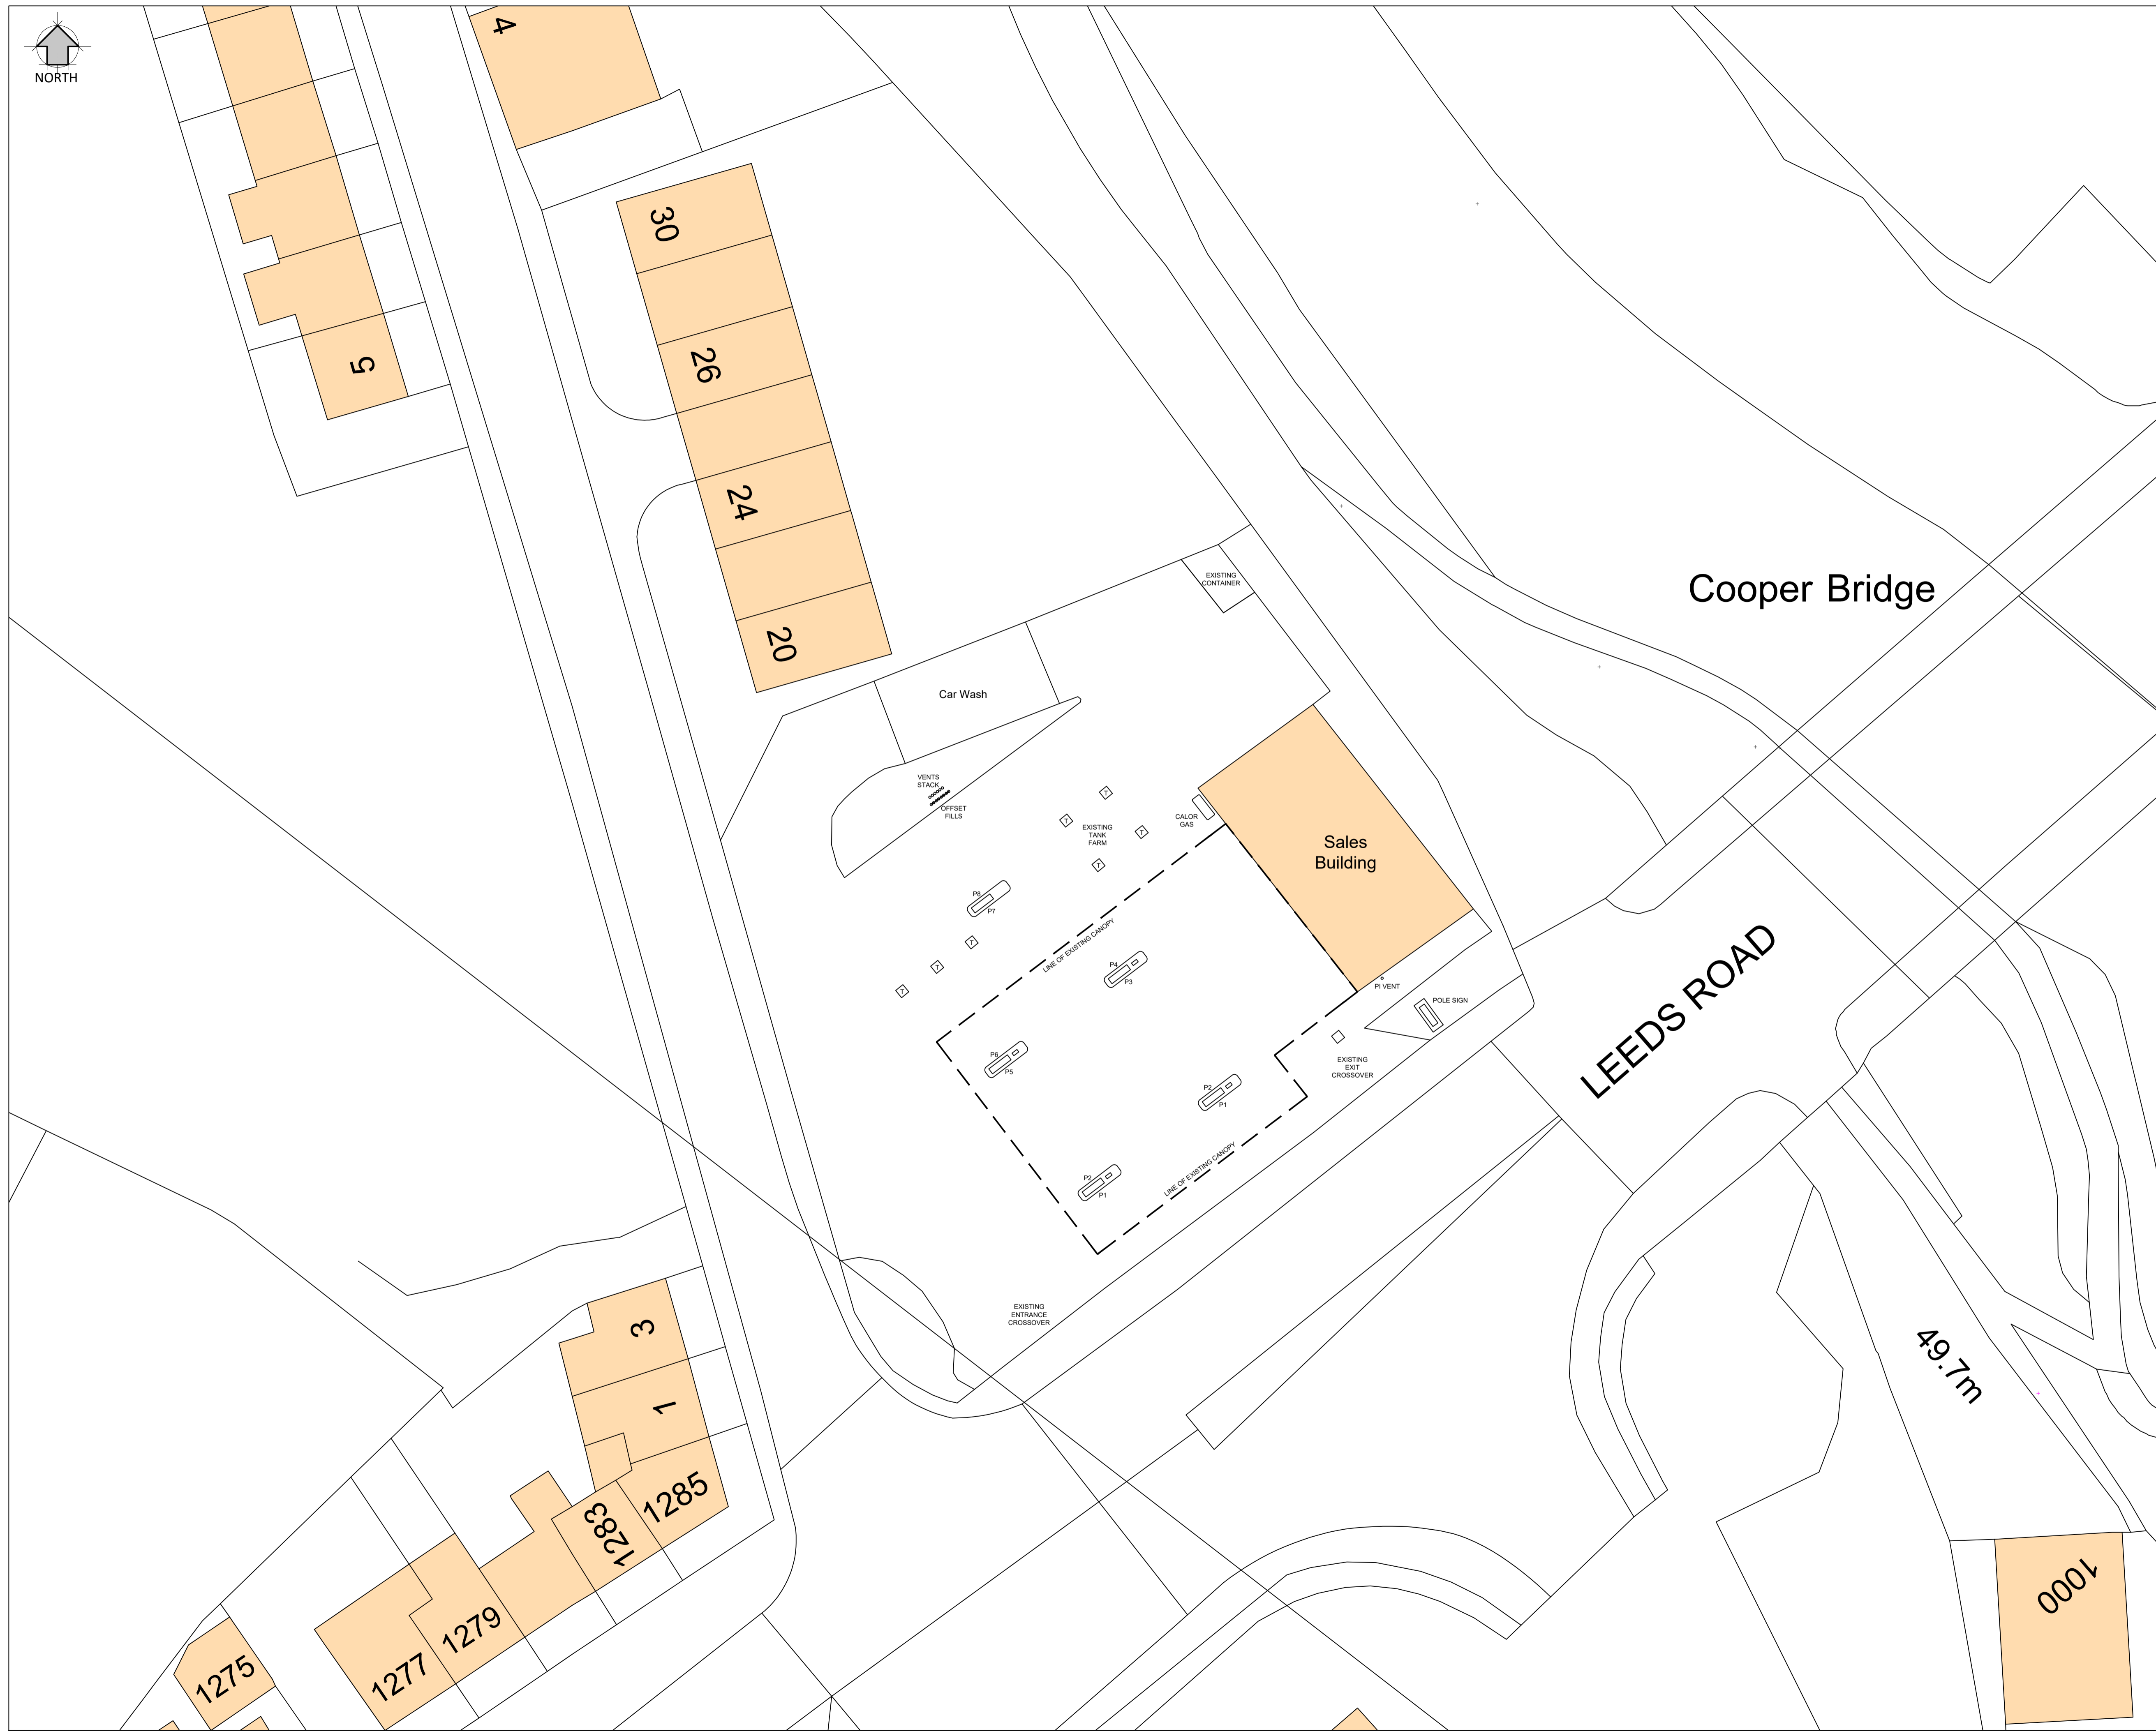 4
NORTH
30
5
26
24
20
EXISTING
CONTAINER
Cooper Bridge
Car Wash
VENTS
STACK
OFFSET
FILLS
T
T
T
T
EXISTING
TANK
FARM
CALOR
GAS
Sales
Building
P8
P7
T
T
T
LINE OF EXISTING CANOPY
P4
P3
PI VENT
POLE SIGN
LEEDS ROAD
P6
P5
EXISTING
EXIT
CROSSOVER
P2
P1
LINE OF EXISTING CANOPY
P2
P1
EXISTING
ENTRANCE
CROSSOVER
3
1
49.7m
1285
1283
1279
1277
1275
1000